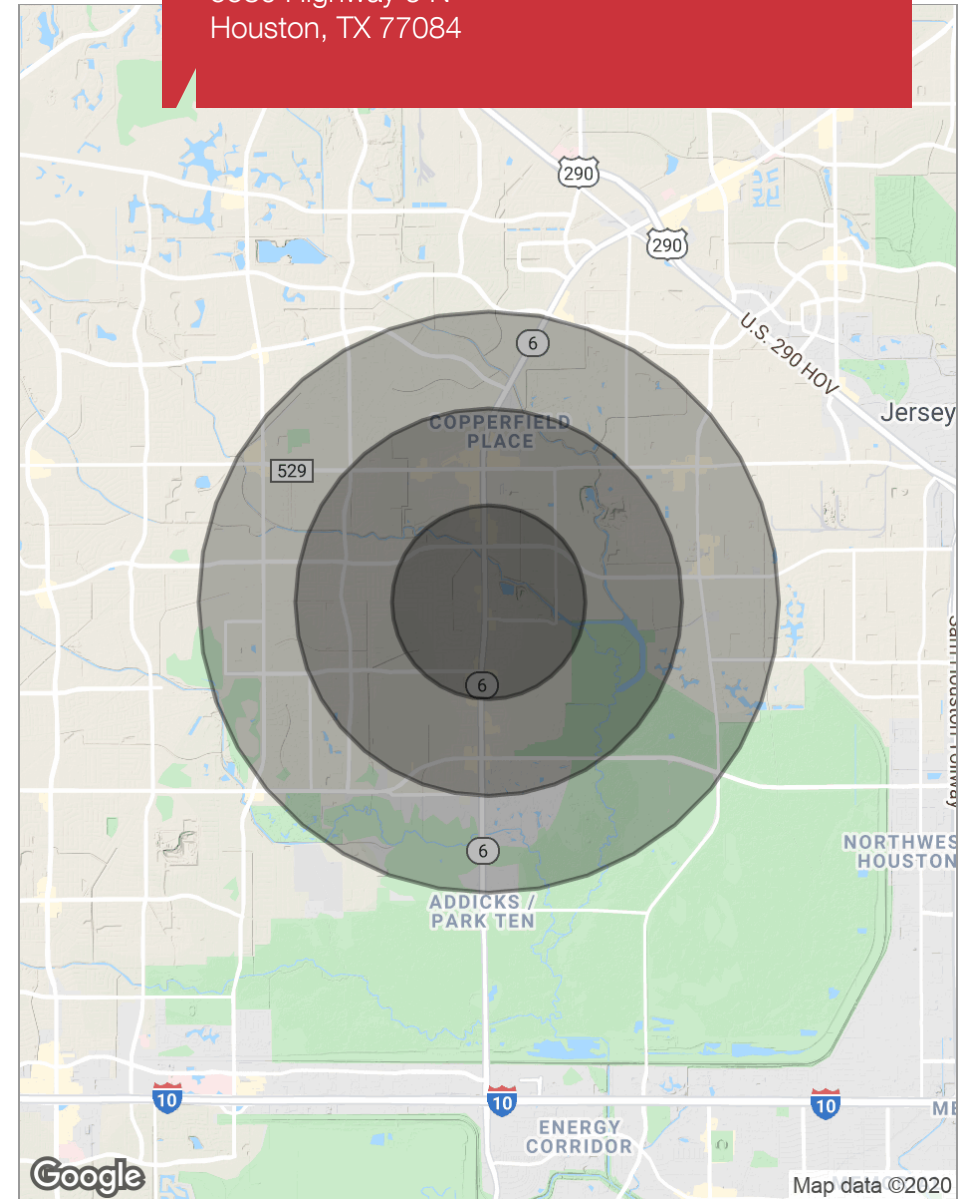 Houston, TX 77084
290
290
U.S. 290 HOV
6
Jersey
COPPERFIELD
PLACE
529
6
6
NORTHWES
HOUSTON
ADDICKS /
PARK TEN
10
10
10
ENERGY
CORRIDOR
Google
Map data ©2020